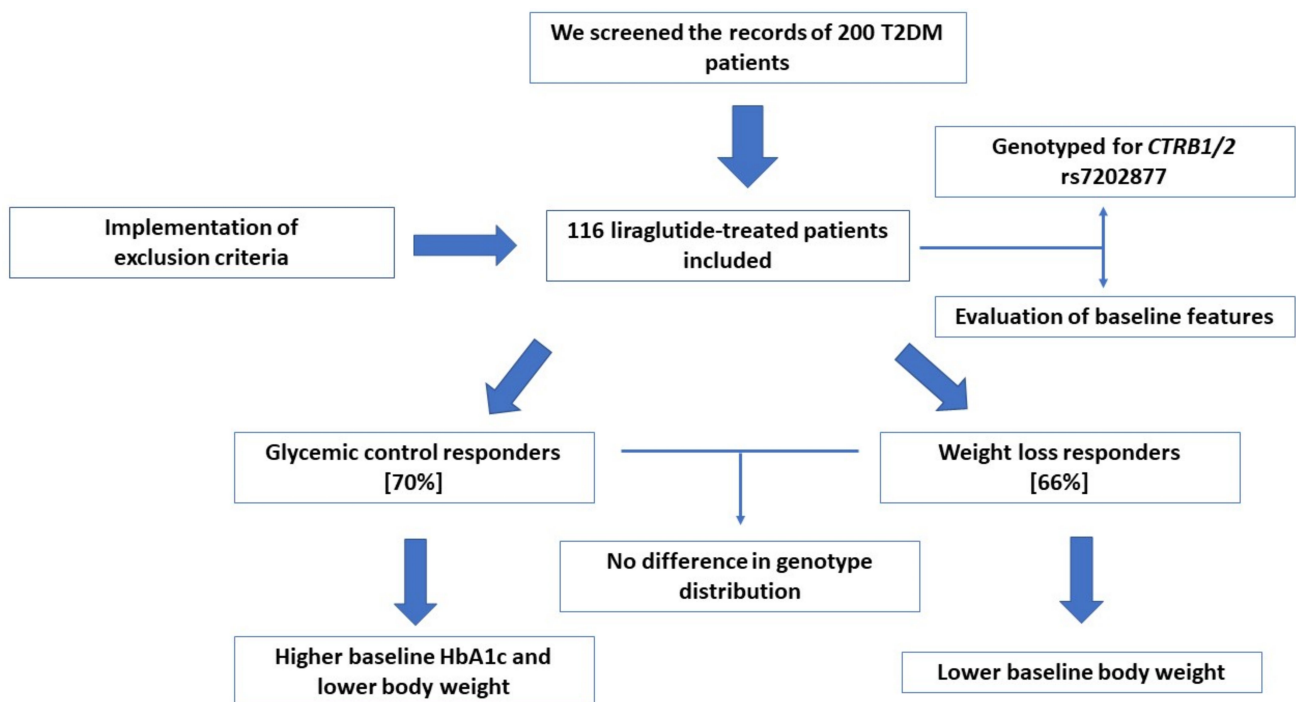 We screened the records of 200 T2DM
patients
Genotyped for CTRB1/2
rs7202877
Implementation of
exclusion criteria
116 liraglutide-treated patients
included
Evaluation of baseline features
Glycemic control responders
[70%]
Weight loss responders
[66%]
No difference in genotype
distribution
Higher baseline HbA1c and
lower body weight
Lower baseline body weight